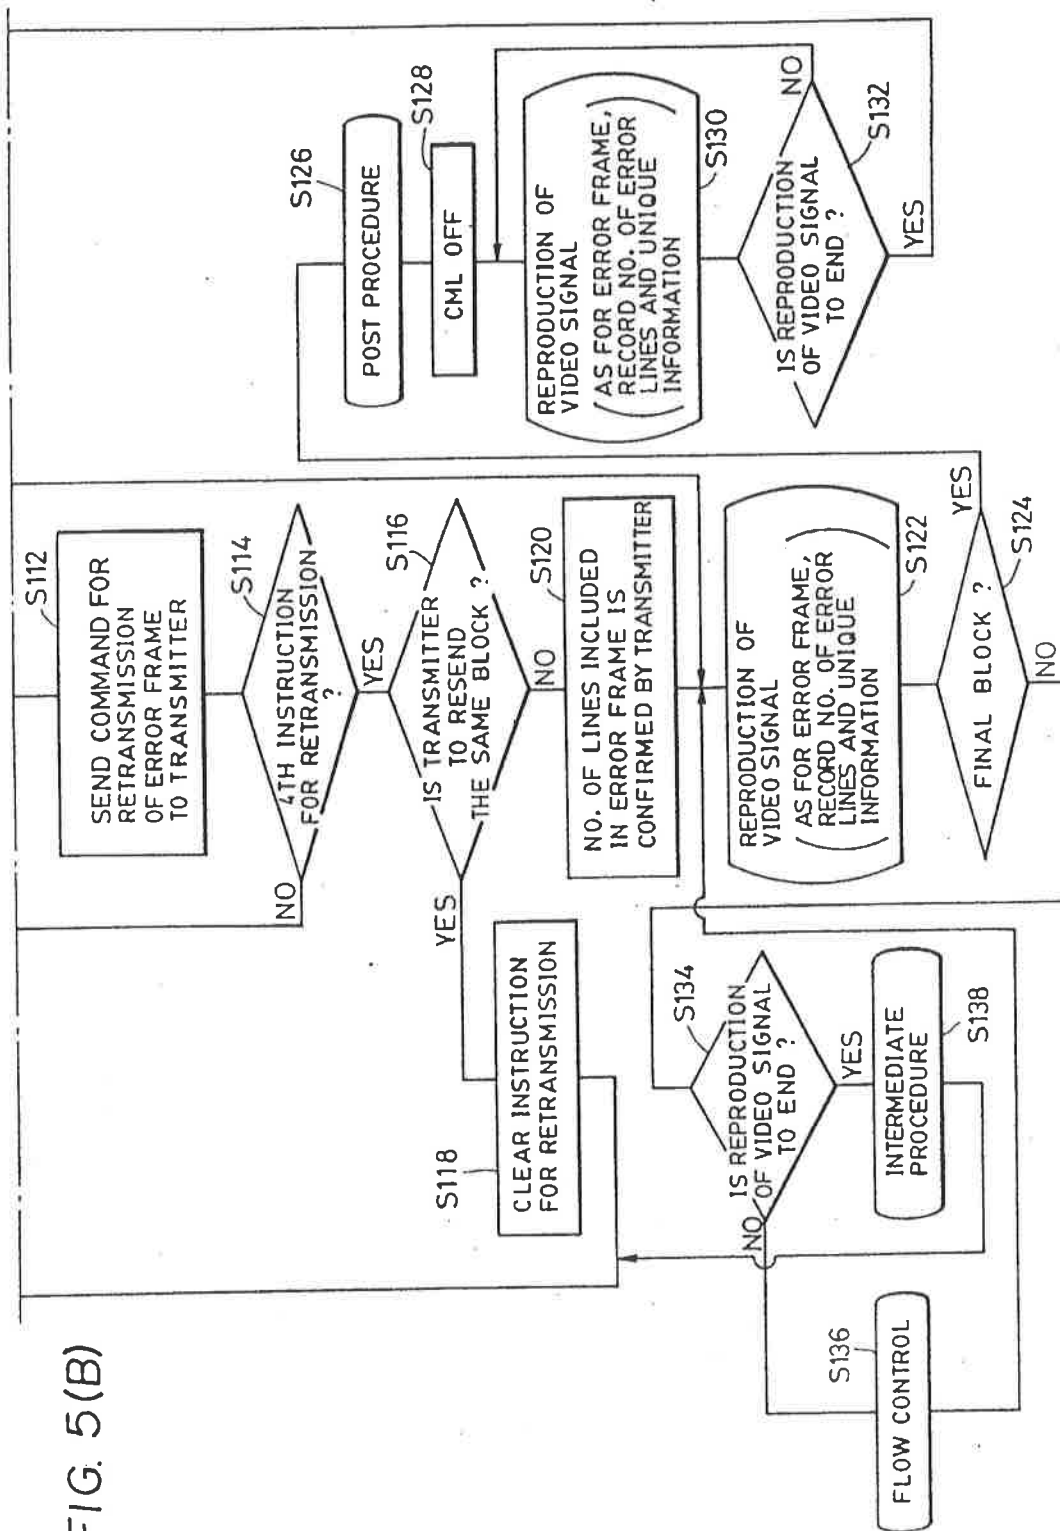 FIG. 5(B)
S112
SEND COMMAND FOR
RETRANSMISSION
OF ERROR FRAME
TO TRANSMITTER
S114
4TH INSTRUCTION
FOR RETRANSMISSION
?
NO
YES
S116
IS TRANSMITTER
TO RESEND
THE SAME BLOCK ?
YES
NO
S118
CLEAR INSTRUCTION
FOR RETRANSMISSION
S120
NO. OF LINES INCLUDED
IN ERROR FRAME IS
CONFIRMED BY TRANSMITTER
REPRODUCTION OF
VIDEO SIGNAL
(AS FOR ERROR FRAME,
RECORD NO. OF ERROR
LINES AND UNIQUE
INFORMATION)
S122
FINAL BLOCK ?
S124
YES
NO
S126
POST PROCEDURE
S128
CML OFF
REPRODUCTION OF
VIDEO SIGNAL
(AS FOR ERROR FRAME,
RECORD NO. OF ERROR
LINES AND UNIQUE
INFORMATION)
S130
IS REPRODUCTION
OF VIDEO SIGNAL
TO END ?
S132
NO
YES
S134
IS REPRODUCTION
OF VIDEO SIGNAL
TO END ?
NO
YES
S136
FLOW CONTROL
INTERMEDIATE
PROCEDURE
S138